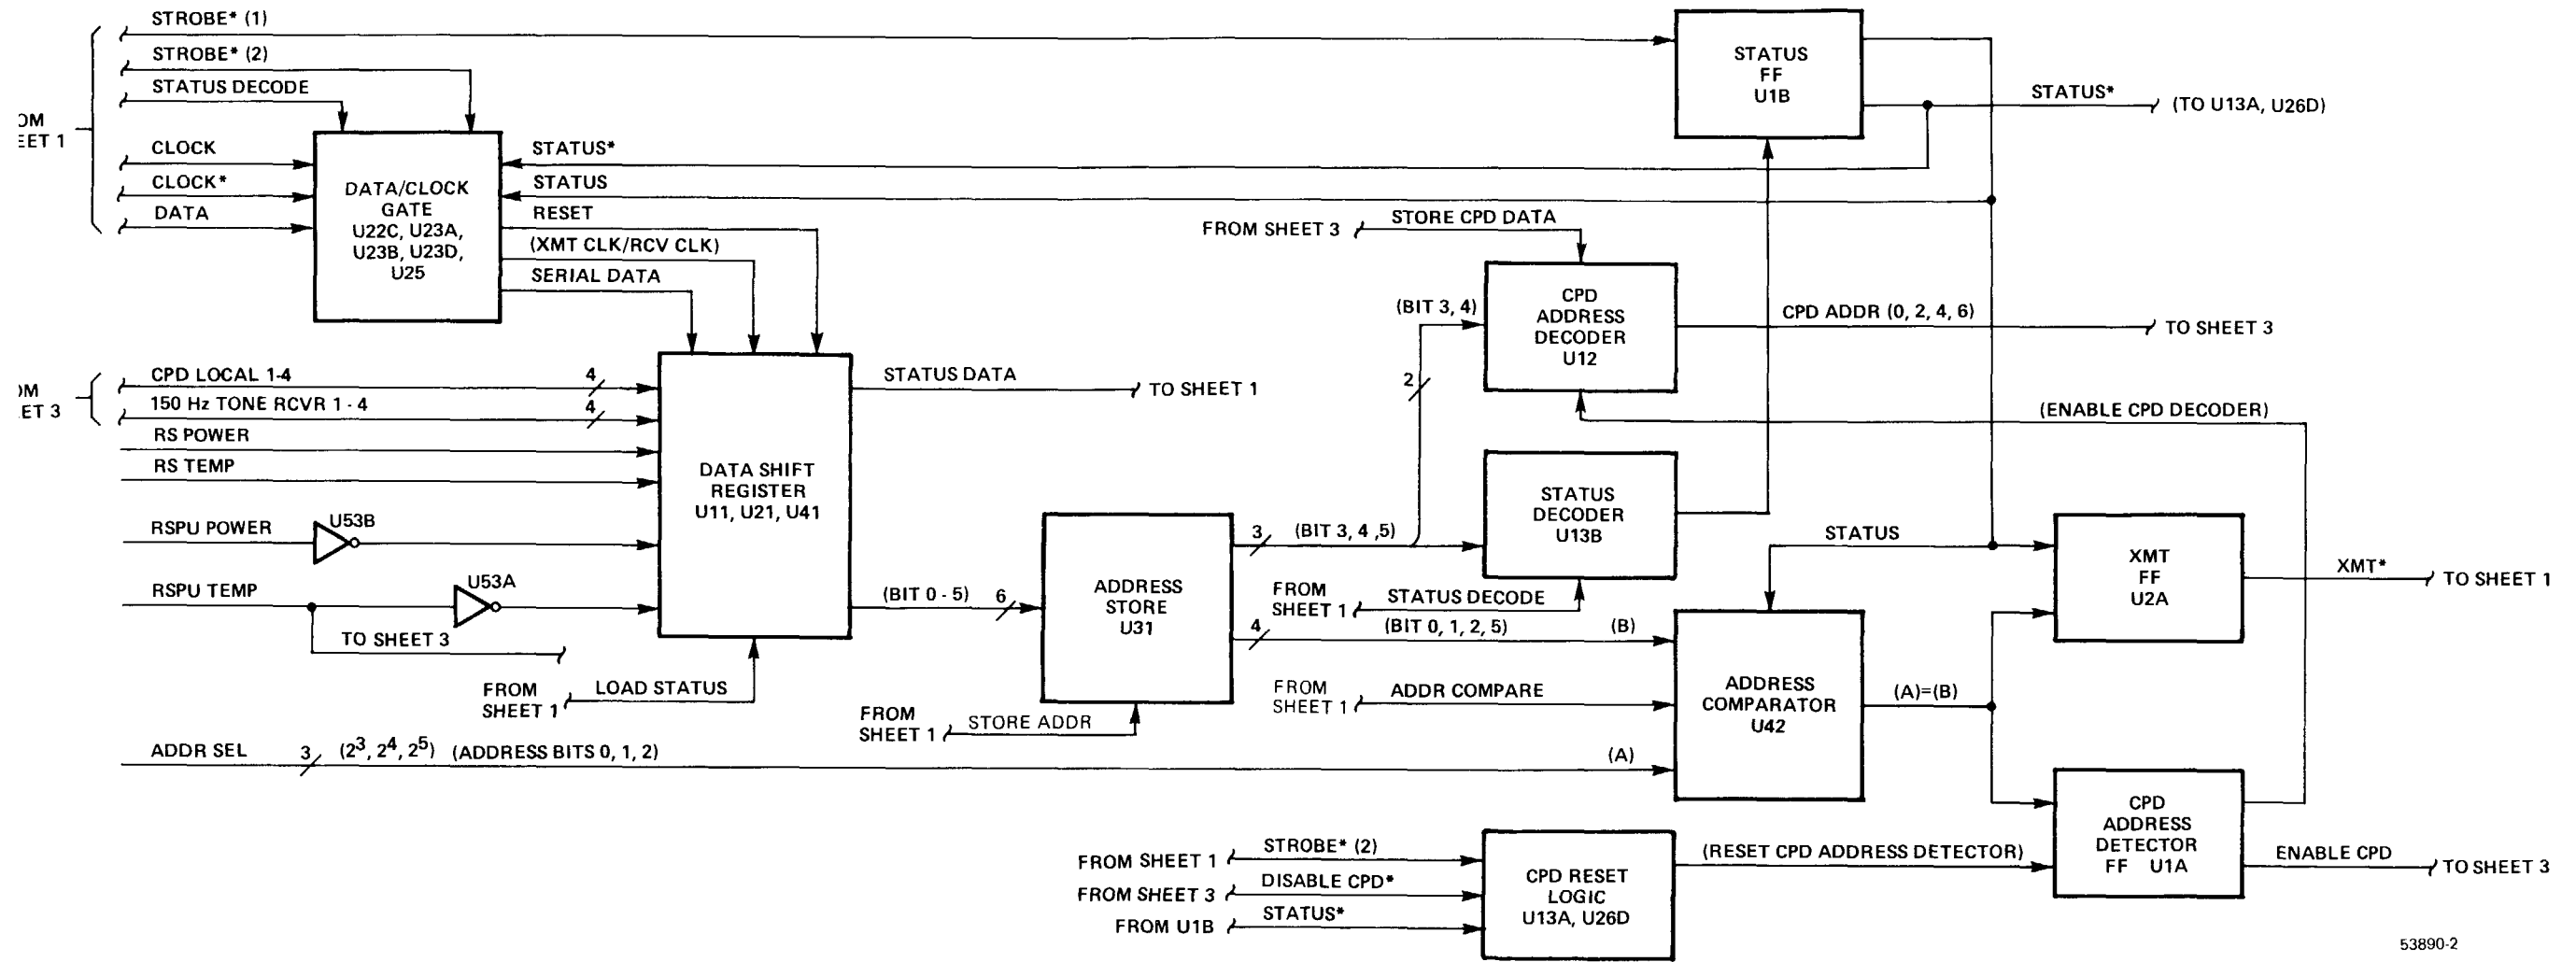 STROBE* (1)
STROBE* (2)
STATUS DECODE
OM
EET 1
CLOCK
CLOCK*
DATA
DATA/CLOCK
GATE
U22C, U23A,
U23B, U23D,
U25
STATUS*
STATUS
RESET
(XMT CLK/RCV CLK)
SERIAL DATA
STATUS
FF
U1B
STATUS*
(TO U13A, U26D)
FROM SHEET 3
STORE CPD DATA
CPD
ADDRESS
DECODER
U12
(BIT 3, 4)
2
CPD ADDR (0, 2, 4, 6)
TO SHEET 3
(ENABLE CPD DECODER)
OM
EET 3
CPD LOCAL 1-4
4
150 Hz TONE RCVR 1 - 4
4
RS POWER
RS TEMP
RSPU POWER
U53B
RSPU TEMP
U53A
TO SHEET 3
DATA SHIFT
REGISTER
U11, U21, U41
STATUS DATA
TO SHEET 1
(BIT 0 - 5)
6
FROM
SHEET 1
LOAD STATUS
ADDRESS
STORE
U31
FROM
SHEET 1
STORE ADDR
3
(BIT 3, 4 ,5)
STATUS
DECODER
U13B
FROM
SHEET 1
STATUS DECODE
4
(BIT 0, 1, 2, 5)
(B)
FROM
SHEET 1
ADDR COMPARE
ADDR SEL
3
(2³, 2⁴, 2⁵)
(ADDRESS BITS 0, 1, 2)
(A)
STATUS
ADDRESS
COMPARATOR
U42
(A)=(B)
XMT
FF
U2A
XMT*
TO SHEET 1
CPD
ADDRESS
DETECTOR
FF U1A
ENABLE CPD
TO SHEET 3
FROM SHEET 1
STROBE* (2)
FROM SHEET 3
DISABLE CPD*
FROM U1B
STATUS*
CPD RESET
LOGIC
U13A, U26D
(RESET CPD ADDRESS DETECTOR)
53890-2